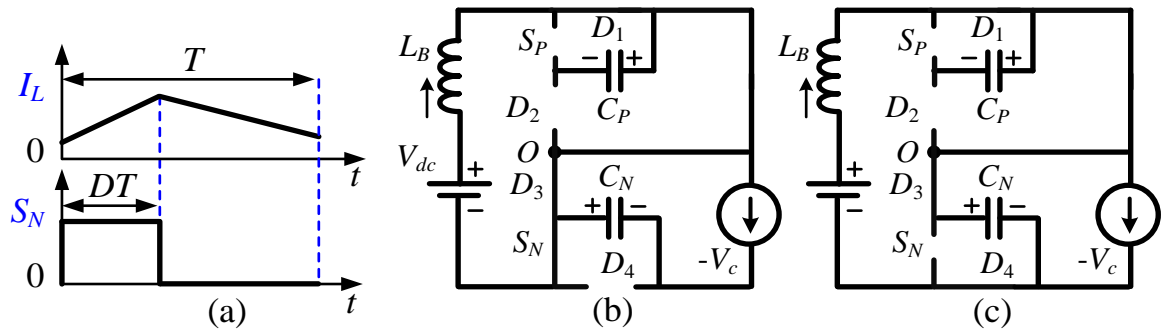 T
I_L
0
t
DT
S_N
0
t
(a)
L_B
S_P
D_1
- +
C_P
D_2
V_dc
+
-
O
D_3
C_N
+ -
S_N
D_4
-V_c
(b)
L_B
S_P
D_1
- +
C_P
D_2
+
-
O
D_3
C_N
+ -
S_N
D_4
-V_c
(c)